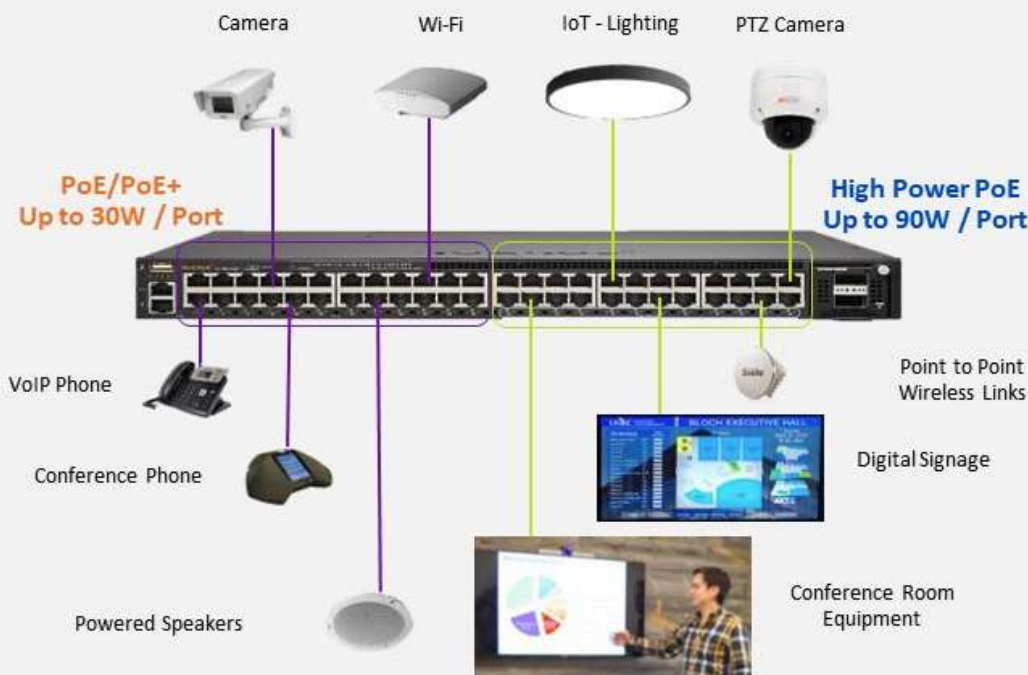 Camera
Wi-Fi
IoT - Lighting
PTZ Camera
PoE/PoE+
Up to 30W / Port
High Power PoE
Up to 90W / Port
VoIP Phone
Point to Point
Wireless Links
Conference Phone
BLOCH EXECUTIVE HALL
Digital Signage
Powered Speakers
Conference Room
Equipment